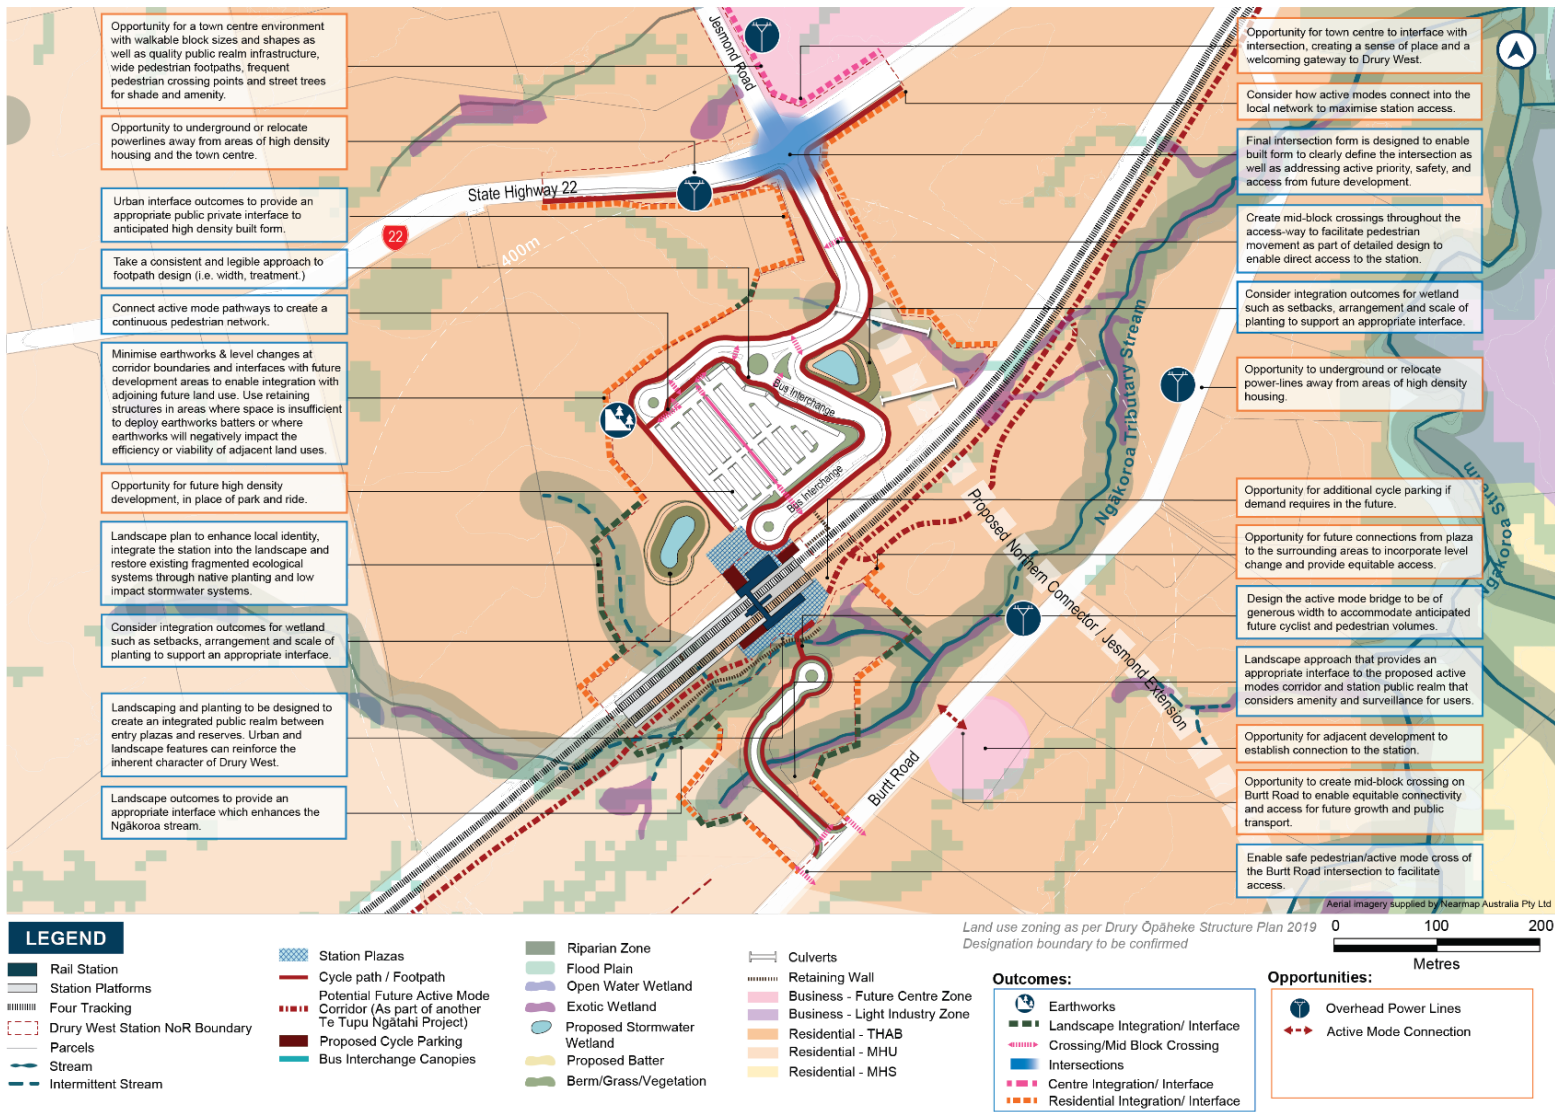 Opportunity for a town centre environment
with walkable block sizes and shapes as
well as quality public realm infrastructure,
wide pedestrian footpaths, frequent
pedestrian crossing points and street trees
for shade and amenity.
Opportunity to underground or relocate
powerlines away from areas of high density
housing and the town centre.
Urban interface outcomes to provide an
appropriate public private interface to
anticipated high density built form.
Take a consistent and legible approach to
footpath design (i.e. width, treatment.)
Connect active mode pathways to create a
continuous pedestrian network.
Minimise earthworks & level changes at
corridor boundaries and interfaces with future
development areas to enable integration with
adjoining future land use. Use retaining
structures in areas where space is insufficient
to deploy earthworks batters or where
earthworks will negatively impact the
efficiency or viability of adjacent land uses.
Opportunity for future high density
development, in place of park and ride.
Landscape plan to enhance local identity,
integrate the station into the landscape and
restore existing fragmented ecological
systems through native planting and low
impact stormwater systems.
Consider integration outcomes for wetland
such as setbacks, arrangement and scale of
planting to support an appropriate interface.
Landscaping and planting to be designed to
create an integrated public realm between
entry plazas and reserves. Urban and
landscape features can reinforce the
inherent character of Drury West.
Landscape outcomes to provide an
appropriate interface which enhances the
Ngākoroa stream.
Jesmond Road
State Highway 22
22
400m
Bus Interchange
Bus Interchange
Ngākoroa Tributary Stream
Proposed Northern Connector / Jesmond Extension
Burtt Road
Ngākoroa Stream
Opportunity for town centre to interface with
intersection, creating a sense of place and a
welcoming gateway to Drury West.
Consider how active modes connect into the
local network to maximise station access.
Final intersection form is designed to enable
built form to clearly define the intersection as
well as addressing active priority, safety, and
access from future development.
Create mid-block crossings throughout the
access-way to facilitate pedestrian
movement as part of detailed design to
enable direct access to the station.
Consider integration outcomes for wetland
such as setbacks, arrangement and scale of
planting to support an appropriate interface.
Opportunity to underground or relocate
power-lines away from areas of high density
housing.
Opportunity for additional cycle parking if
demand requires in the future.
Opportunity for future connections from plaza
to the surrounding areas to incorporate level
change and provide equitable access.
Design the active mode bridge to be of
generous width to accommodate anticipated
future cyclist and pedestrian volumes.
Landscape approach that provides an
appropriate interface to the proposed active
modes corridor and station public realm that
considers amenity and surveillance for users.
Opportunity for adjacent development to
establish connection to the station.
Opportunity to create mid-block crossing on
Burtt Road to enable equitable connectivity
and access for future growth and public
transport.
Enable safe pedestrian/active mode cross of
the Burtt Road intersection to facilitate
access.
Aerial imagery supplied by Nearmap Australia Pty Ltd
Land use zoning as per Drury Ōpāheke Structure Plan 2019
Designation boundary to be confirmed
0 100 200
Metres
LEGEND
Rail Station
Station Platforms
Four Tracking
Drury West Station NoR Boundary
Parcels
Stream
Intermittent Stream
Station Plazas
Cycle path / Footpath
Potential Future Active Mode
Corridor (As part of another
Te Tupu Ngātahi Project)
Proposed Cycle Parking
Bus Interchange Canopies
Riparian Zone
Flood Plain
Open Water Wetland
Exotic Wetland
Proposed Stormwater
Wetland
Proposed Batter
Berm/Grass/Vegetation
Culverts
Retaining Wall
Business - Future Centre Zone
Business - Light Industry Zone
Residential - THAB
Residential - MHU
Residential - MHS
Outcomes:
Earthworks
Landscape Integration/ Interface
Crossing/Mid Block Crossing
Intersections
Centre Integration/ Interface
Residential Integration/ Interface
Opportunities:
Overhead Power Lines
Active Mode Connection